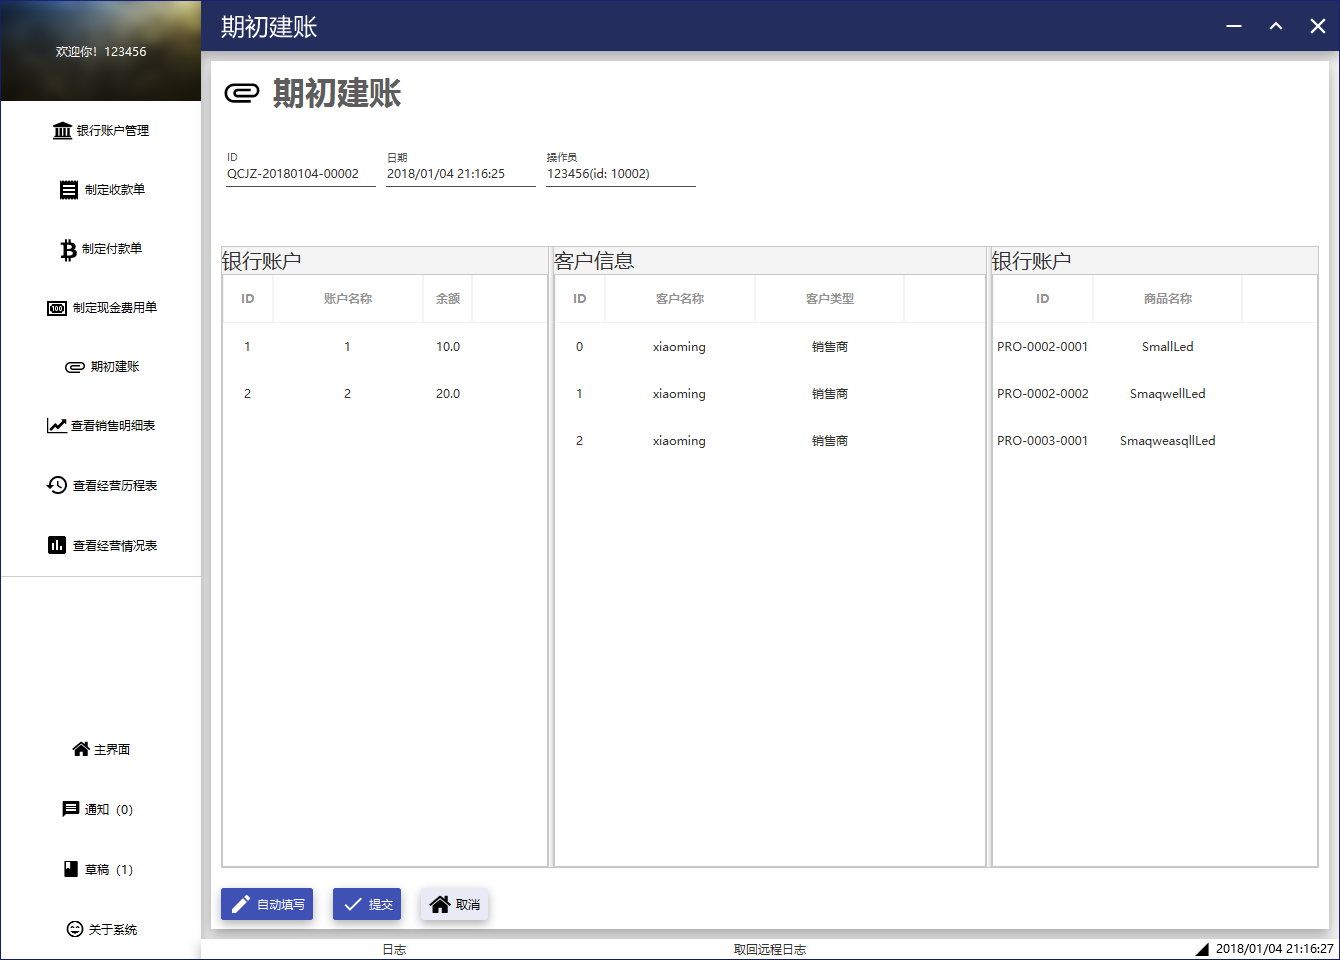 欢迎你！123456
期初建账
银行账户管理
制定收款单
制定付款单
100 制定现金费用单
期初建账
查看销售明细表
查看经营历程表
查看经营情况表
主界面
通知（0）
草稿（1）
关于系统
期初建账
ID 日期 操作员
QCJZ-20180104-00002 2018/01/04 21:16:25 123456(id: 10002)
银行账户
ID 账户名称 余额
1 1 10.0
2 2 20.0
客户信息
ID 客户名称 客户类型
0 xiaoming 销售商
1 xiaoming 销售商
2 xiaoming 销售商
银行账户
ID 商品名称
PRO-0002-0001 SmallLed
PRO-0002-0002 SmaqwellLed
PRO-0003-0001 SmaqweasqllLed
自动填写 提交 取消
日志 取回远程日志 2018/01/04 21:16:27